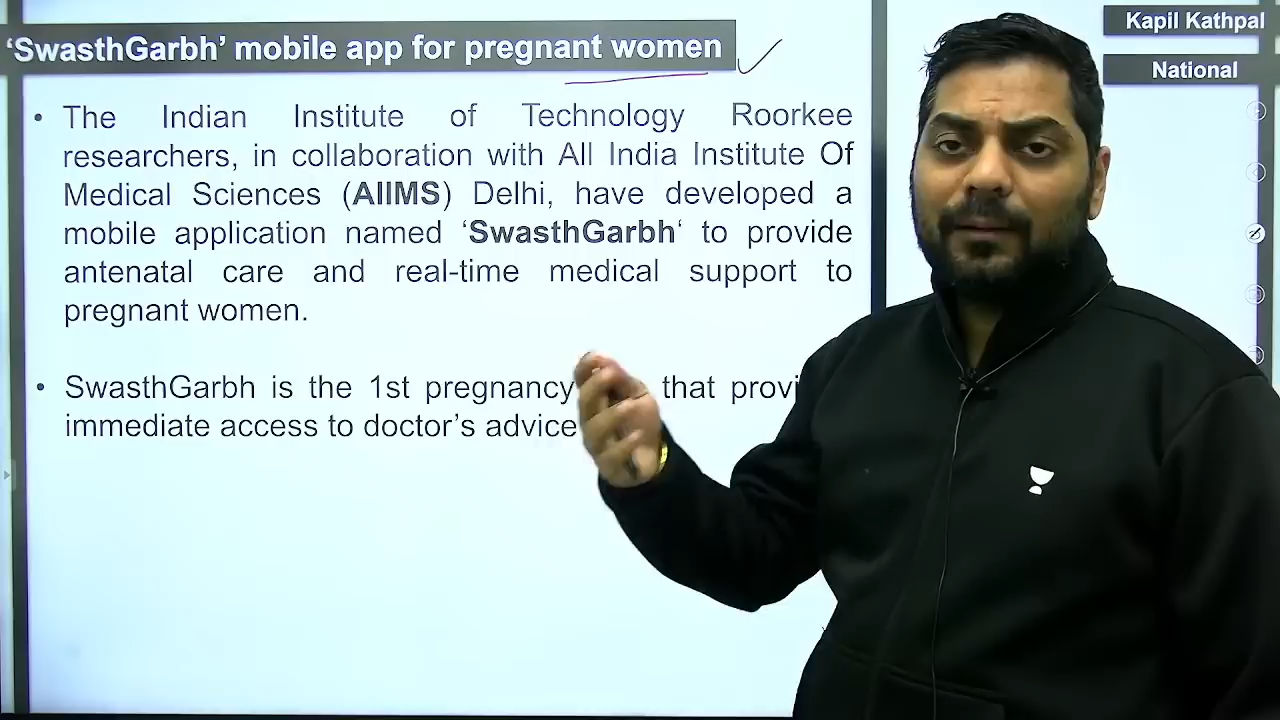 ‘SwasthGarbh’ mobile app for pregnant women
Kapil Kathpal
National
• The Indian Institute of Technology Roorkee
researchers, in collaboration with All India Institute Of
Medical Sciences (AIIMS) Delhi, have developed a
mobile application named ‘SwasthGarbh‘ to provide
antenatal care and real-time medical support to
pregnant women.
• SwasthGarbh is the 1st pregnancy that
immediate access to doctor’s advice